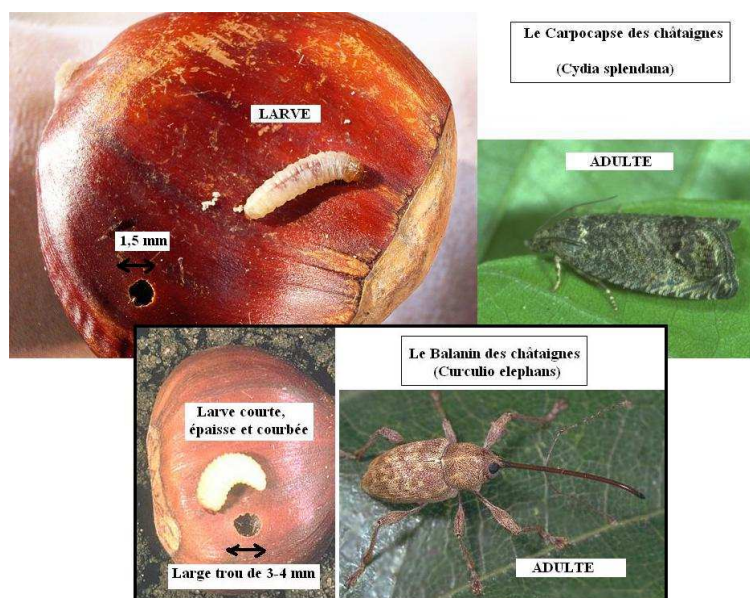 Le Carpocapse des châtaignes
(Cydia splendana)
LARVE
ADULTE
1,5 mm
Le Balanin des châtaignes
(Curculio elephans)
Larve courte,
épaisse et courbée
Large trou de 3-4 mm
ADULTE